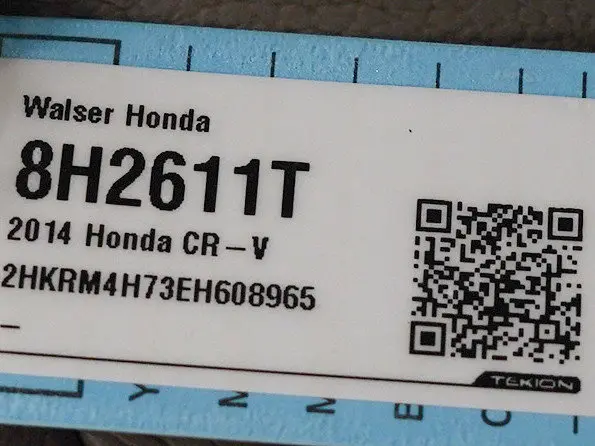 Walser Honda
8H2611T
2014 Honda CR-V
2HKRM4H73EH608965
–
TEKION